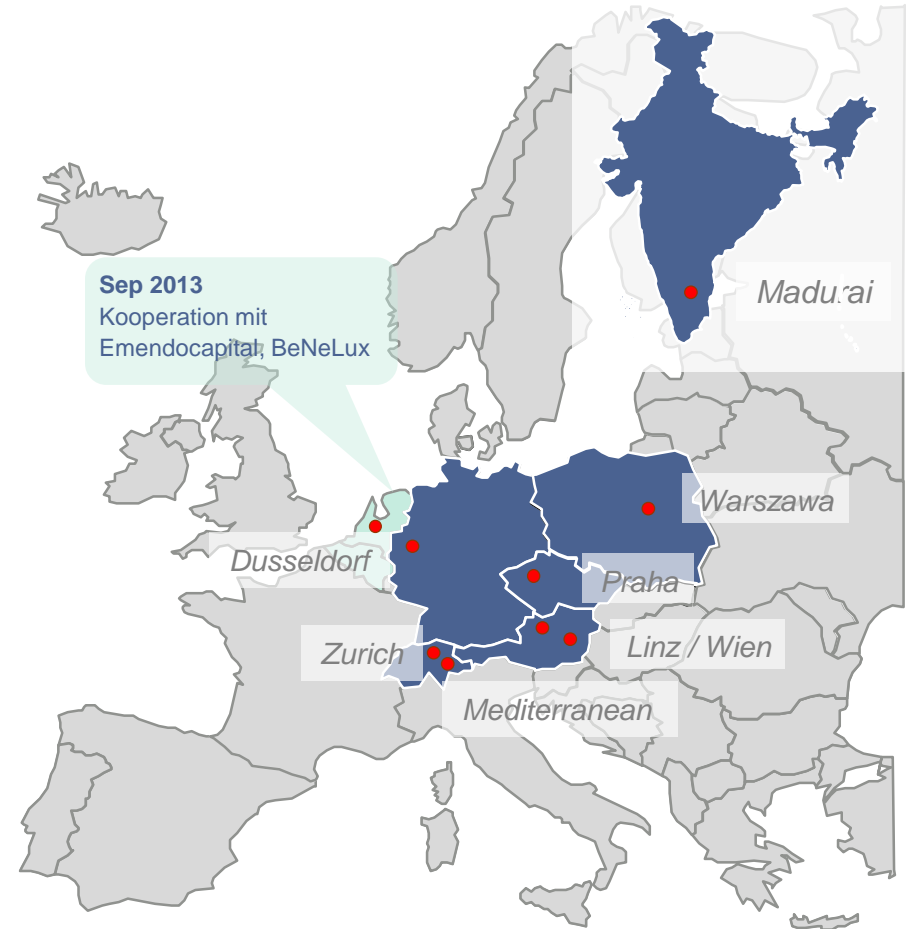 Sep 2013
Kooperation mit
Emendocapital, BeNeLux
Madurai
Warszawa
Dusseldorf
Praha
Zurich
Linz / Wien
Mediterranean